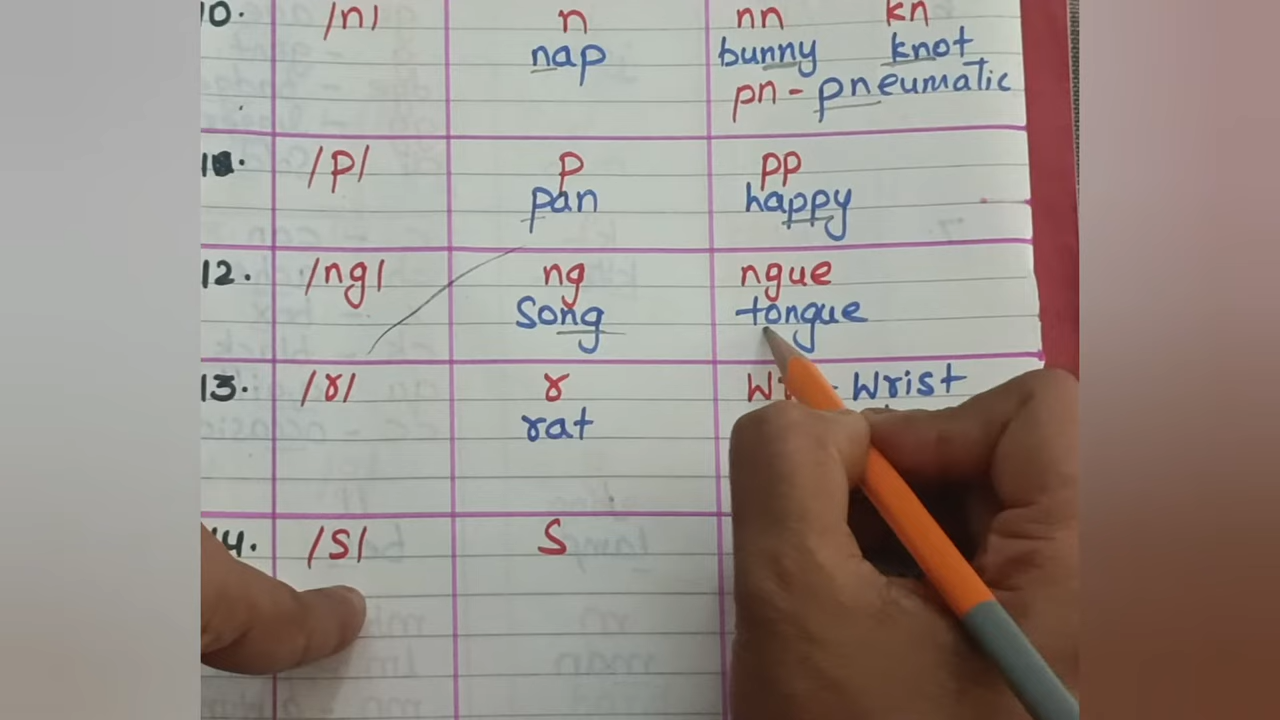 10. /n/ n nn kn
nap bunny knot
pn - pneumatic
11. /p/ p pp
pan happy
12. /ng/ ng ngue
Song tongue
13. /r/ r wr - Wrist
rat
14. /S/ S